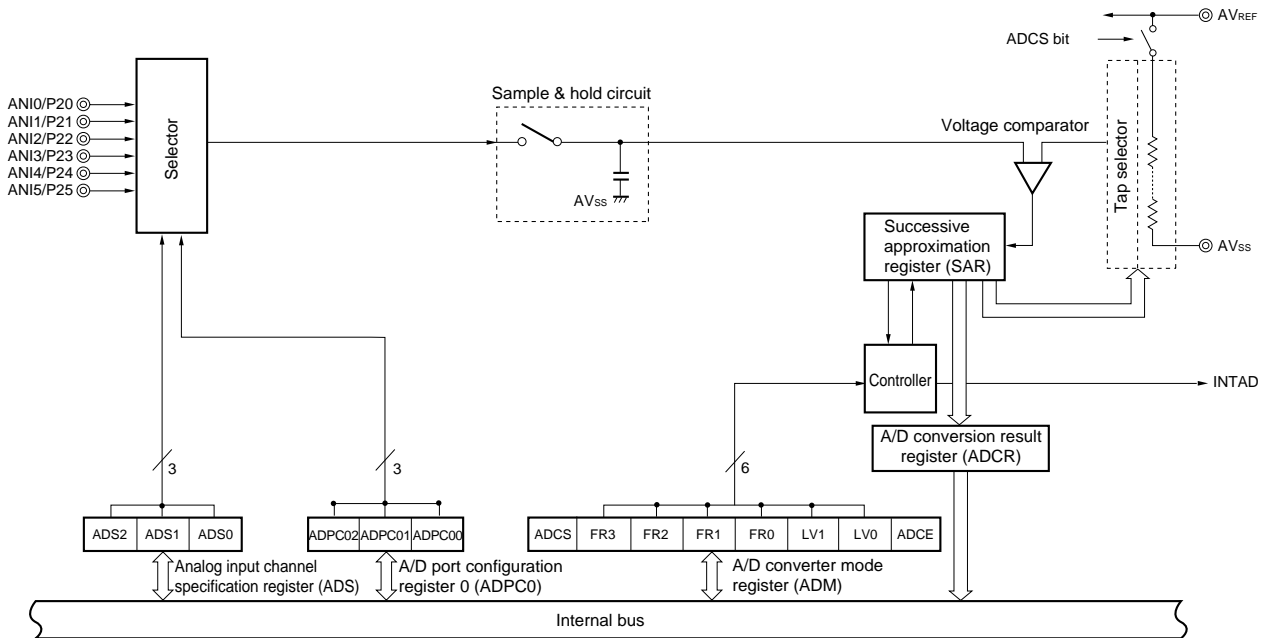 AVREF
ADCS bit
ANI0/P20
ANI1/P21
ANI2/P22
ANI3/P23
ANI4/P24
ANI5/P25
Selector
Sample & hold circuit
AVSS
Voltage comparator
Tap selector
AVSS
Successive
approximation
register (SAR)
Controller
INTAD
A/D conversion result
register (ADCR)
3
3
6
ADS2 ADS1 ADS0
ADPC02 ADPC01 ADPC00
ADCS FR3 FR2 FR1 FR0 LV1 LV0 ADCE
Analog input channel
specification register (ADS)
A/D port configuration
register 0 (ADPC0)
A/D converter mode
register (ADM)
Internal bus